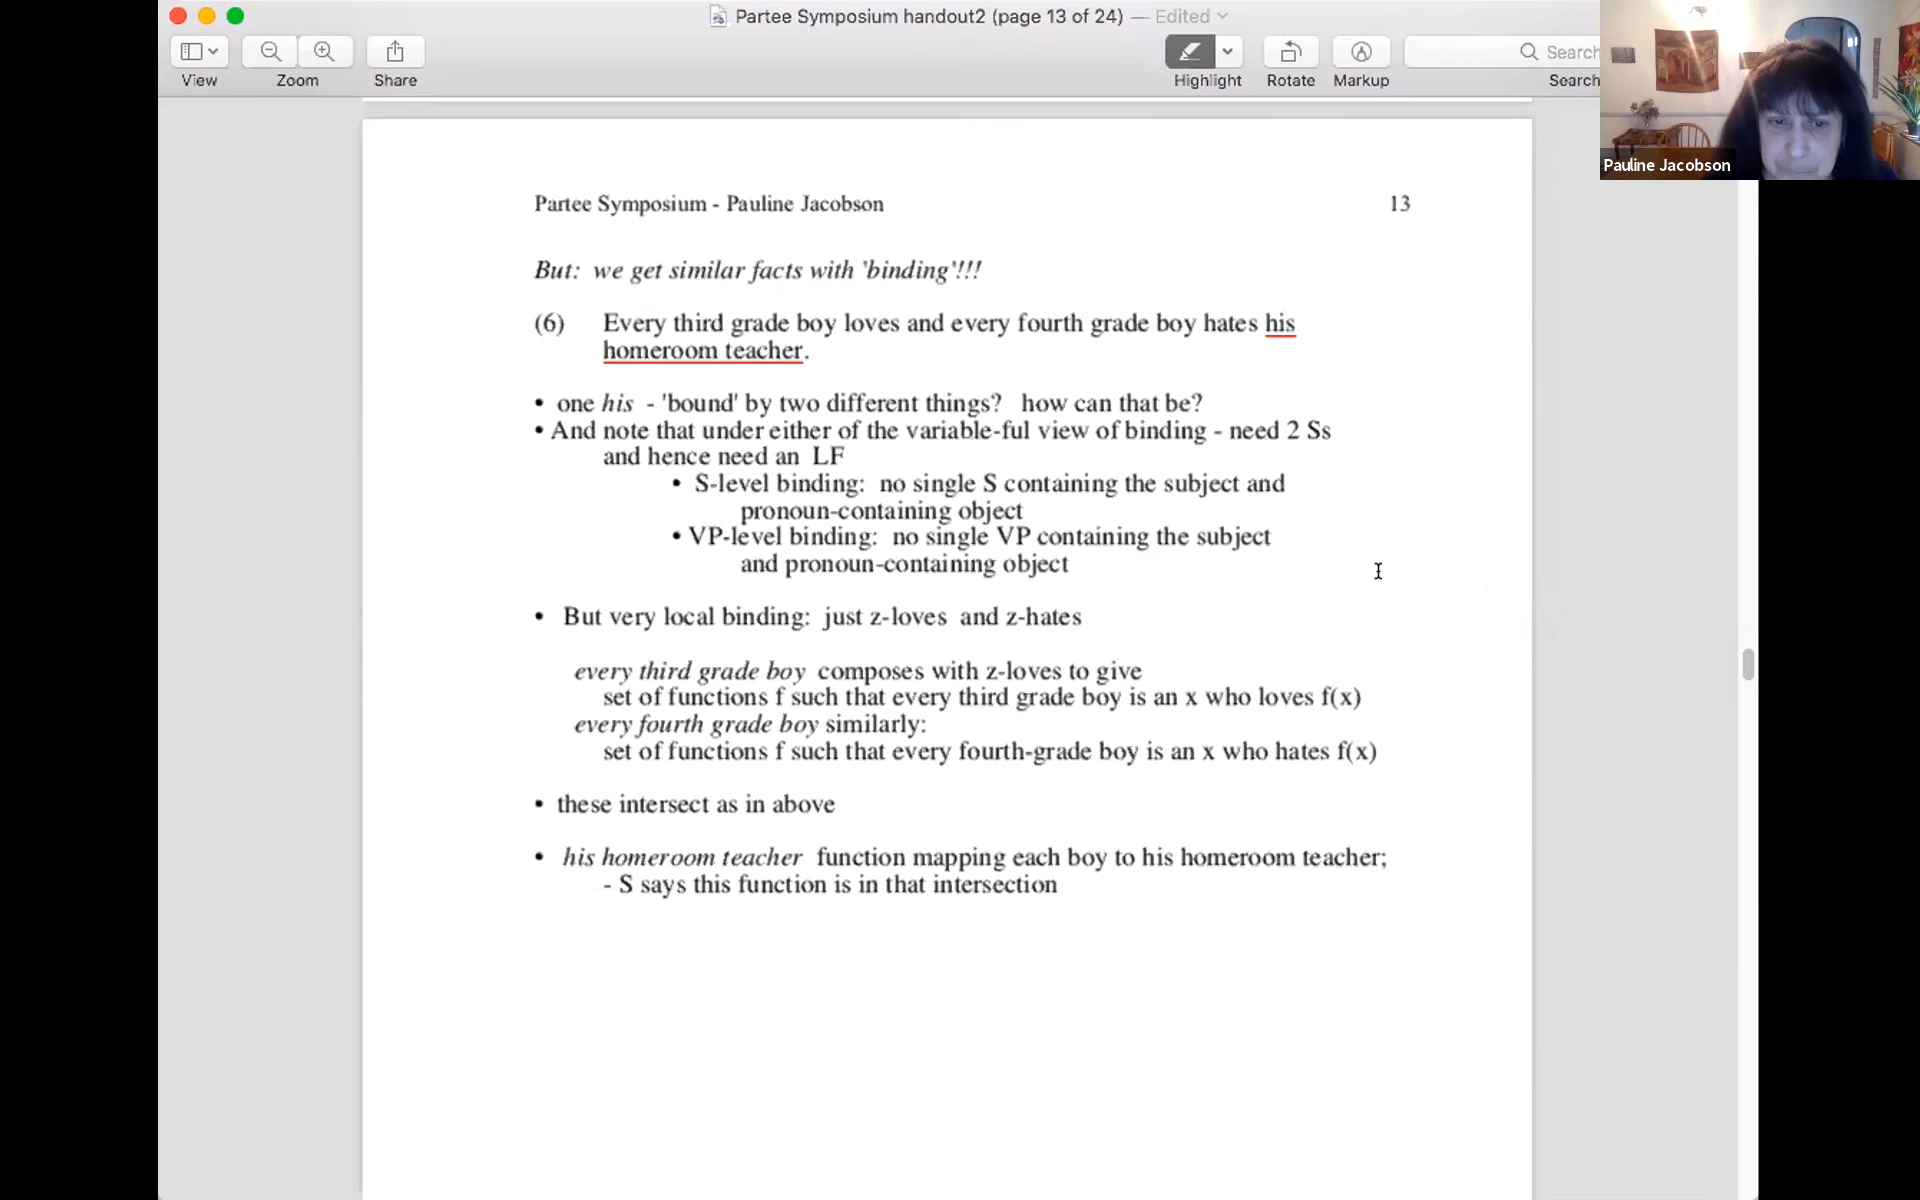 Partee Symposium handout2 (page 13 of 24) — Edited
View
Zoom
Share
Highlight
Rotate
Markup
Search
Search
Pauline Jacobson
Partee Symposium - Pauline Jacobson 13
But: we get similar facts with 'binding'!!!
(6) Every third grade boy loves and every fourth grade boy hates his
homeroom teacher.
• one his - 'bound' by two different things? how can that be?
• And note that under either of the variable-ful view of binding - need 2 Ss
and hence need an LF
• S-level binding: no single S containing the subject and
pronoun-containing object
• VP-level binding: no single VP containing the subject
and pronoun-containing object
• But very local binding: just z-loves and z-hates
every third grade boy composes with z-loves to give
set of functions f such that every third grade boy is an x who loves f(x)
every fourth grade boy similarly:
set of functions f such that every fourth-grade boy is an x who hates f(x)
• these intersect as in above
• his homeroom teacher function mapping each boy to his homeroom teacher;
- S says this function is in that intersection